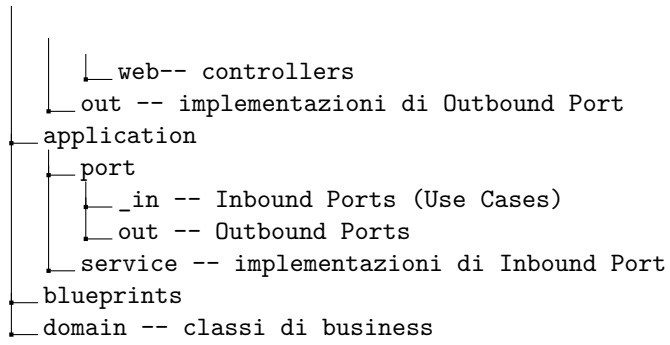 web-- controllers
out -- implementazioni di Outbound Port
application
port
_in -- Inbound Ports (Use Cases)
out -- Outbound Ports
service -- implementazioni di Inbound Port
blueprints
domain -- classi di business